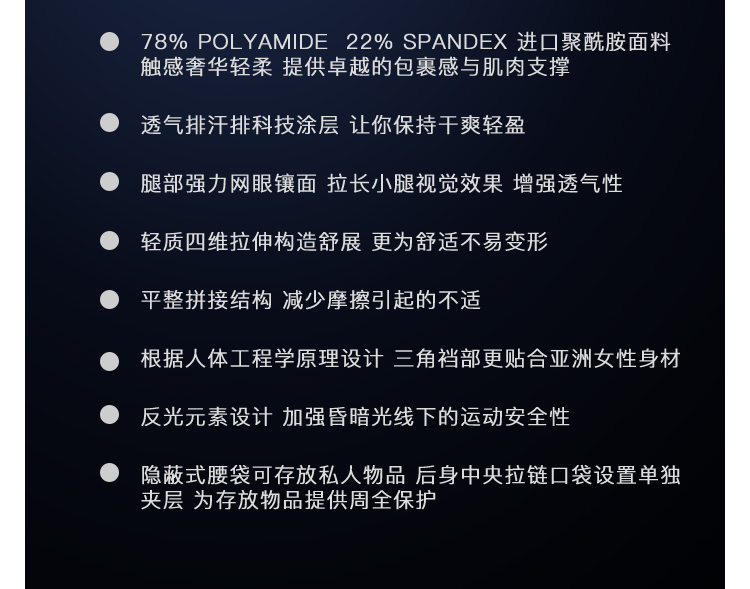 78% POLYAMIDE 22% SPANDEX 进口聚酰胺面料
触感奢华轻柔 提供卓越的包裹感与肌肉支撑
透气排汗排科技涂层 让你保持干爽轻盈
腿部强力网眼镶面 拉长小腿视觉效果 增强透气性
轻质四维拉伸构造舒展 更为舒适不易变形
平整拼接结构 减少摩擦引起的不适
根据人体工程学原理设计 三角裆部更贴合亚洲女性身材
反光元素设计 加强昏暗光线下的运动安全性
隐蔽式腰袋可存放私人物品 后身中央拉链口袋设置单独
夹层 为存放物品提供周全保护